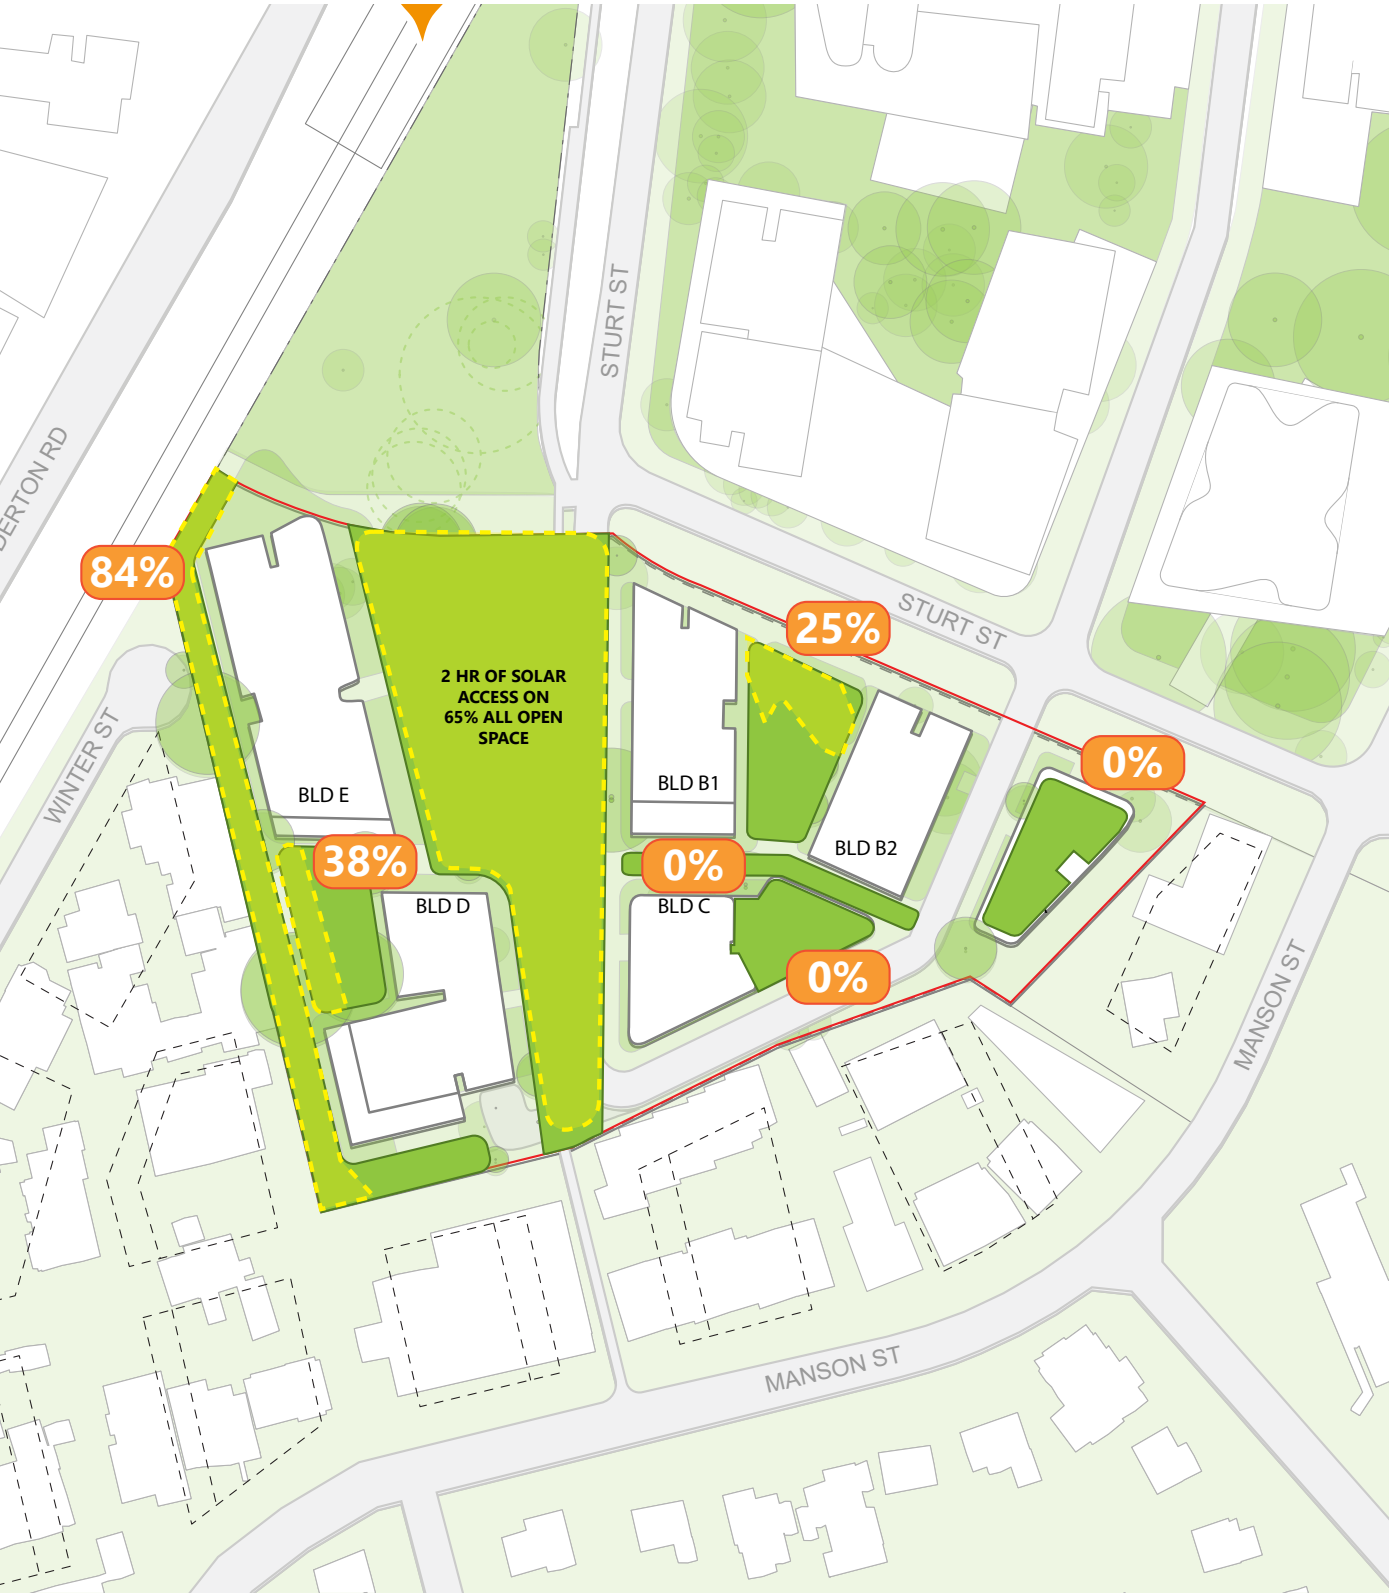 STURT ST
DERTON RD
84%
25%
STURT ST
2 HR OF SOLAR
ACCESS ON
65% ALL OPEN
SPACE
WINTER ST
0%
BLD B1
BLD E
BLD B2
38%
0%
BLD D
BLD C
0%
MANSON ST
MANSON ST